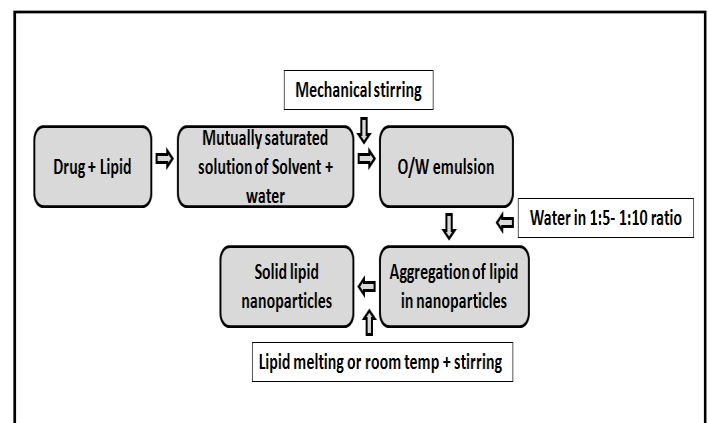 Mechanical stirring
Drug + Lipid
Mutually saturated
solution of Solvent +
water
O/W emulsion
Water in 1:5- 1:10 ratio
Solid lipid
nanoparticles
Aggregation of lipid
in nanoparticles
Lipid melting or room temp + stirring